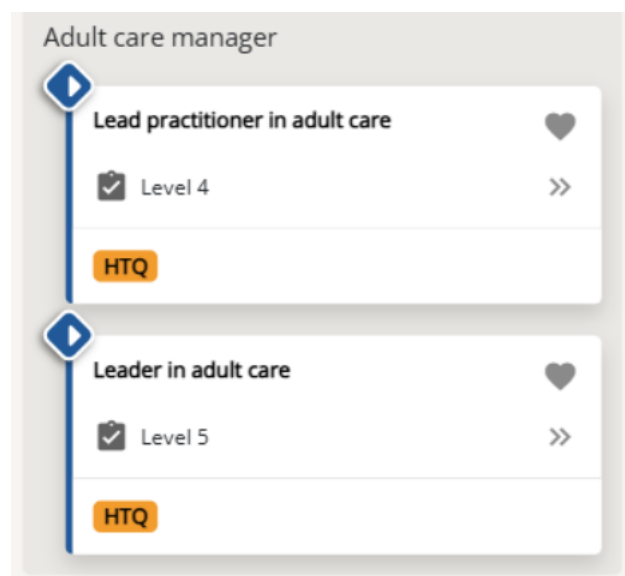 Adult care manager
Lead practitioner in adult care
Level 4
HTQ
Leader in adult care
Level 5
HTQ